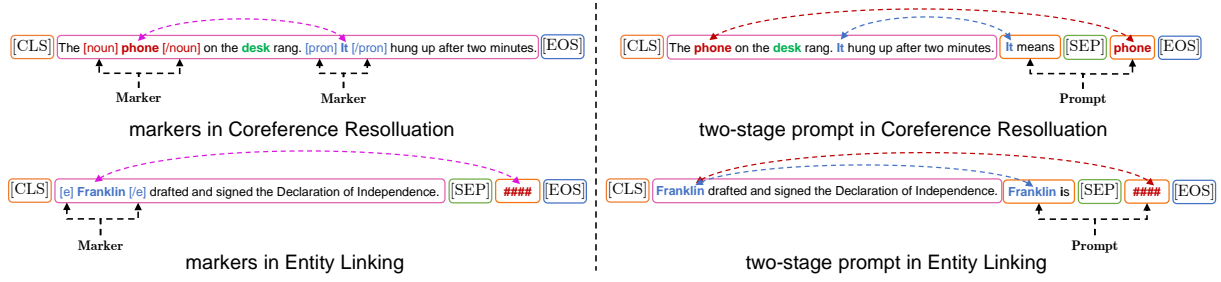 [CLS] The [noun] phone [/noun] on the desk rang. [pron] It [/pron] hung up after two minutes. [EOS]
Marker Marker
markers in Coreference Resolluation
[CLS] [e] Franklin [/e] drafted and signed the Declaration of Independence. [SEP] #### [EOS]
Marker
markers in Entity Linking
[CLS] The phone on the desk rang. It hung up after two minutes. It means [SEP] phone [EOS]
Prompt
two-stage prompt in Coreference Resolluation
[CLS] Franklin drafted and signed the Declaration of Independence. Franklin is [SEP] #### [EOS]
Prompt
two-stage prompt in Entity Linking